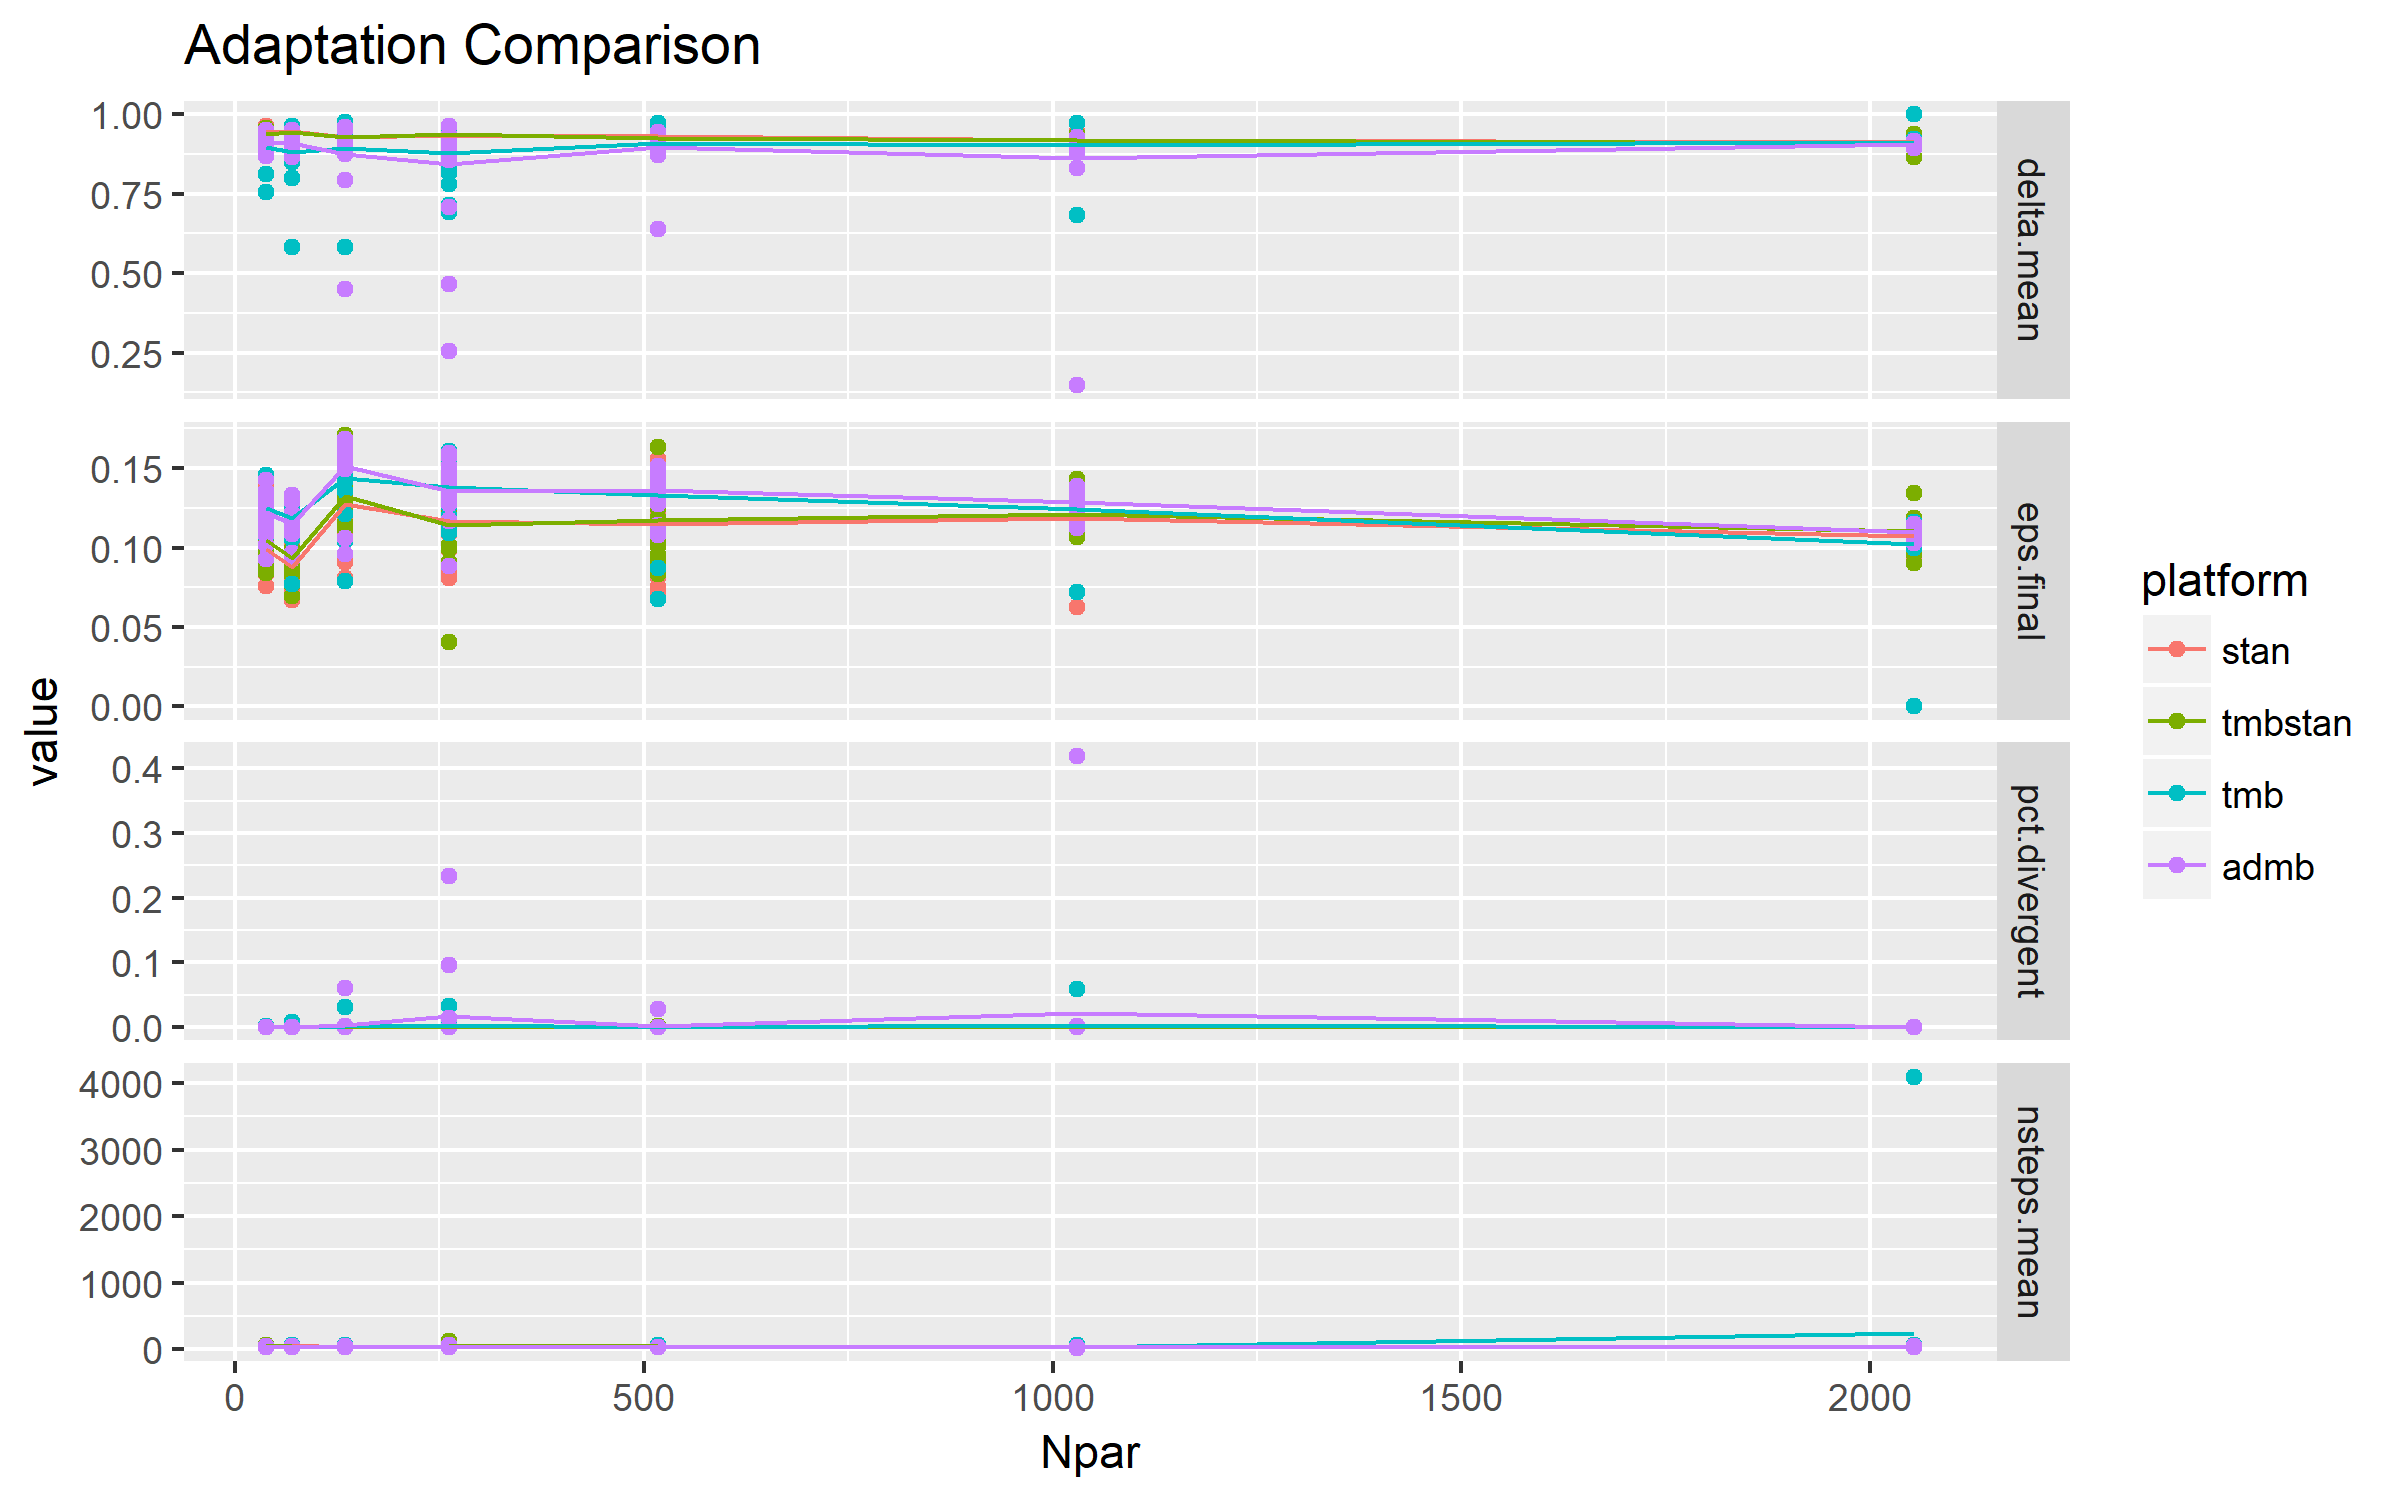 Adaptation Comparison
1.00
0.75
0.50
0.25
delta.mean
0.15
0.10
0.05
0.00
eps.final
0.4
0.3
0.2
0.1
0.0
pct.divergent
4000
3000
2000
1000
0
nsteps.mean
value
0
500
1000
1500
2000
Npar
platform
stan
tmbstan
tmb
admb